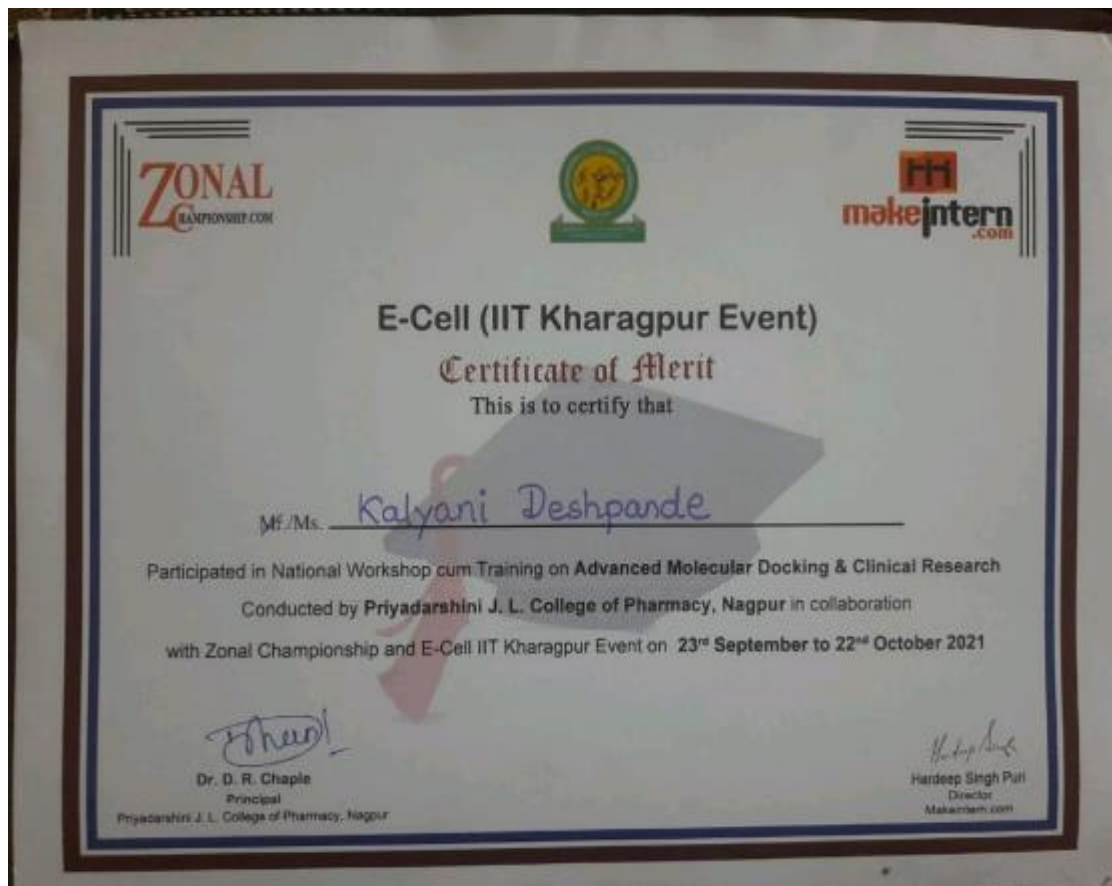 ZONAL
CHAMPIONSHIP.COM
makeintern
.com
E-Cell (IIT Kharagpur Event)
Certificate of Merit
This is to certify that
Mr./Ms. Kalyani Deshpande
Participated in National Workshop cum Training on Advanced Molecular Docking & Clinical Research
Conducted by Priyadarshini J. L. College of Pharmacy, Nagpur in collaboration
with Zonal Championship and E-Cell IIT Kharagpur Event on 23rd September to 22nd October 2021
Dr. D. R. Chaple
Principal
Priyadarshini J. L. College of Pharmacy, Nagpur
Hardeep Singh Puri
Director
Makeintern.com